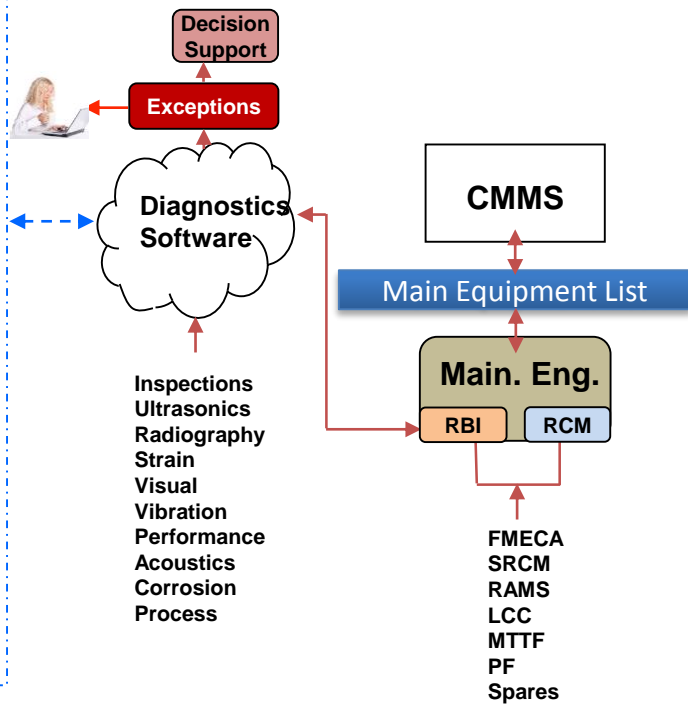 Decision
Support
Exceptions
Diagnostics
Software
CMMS
Main Equipment List
Main. Eng.
RBI
RCM
Inspections
Ultrasonics
Radiography
Strain
Visual
Vibration
Performance
Acoustics
Corrosion
Process
FMECA
SRCM
RAMS
LCC
MTTF
PF
Spares